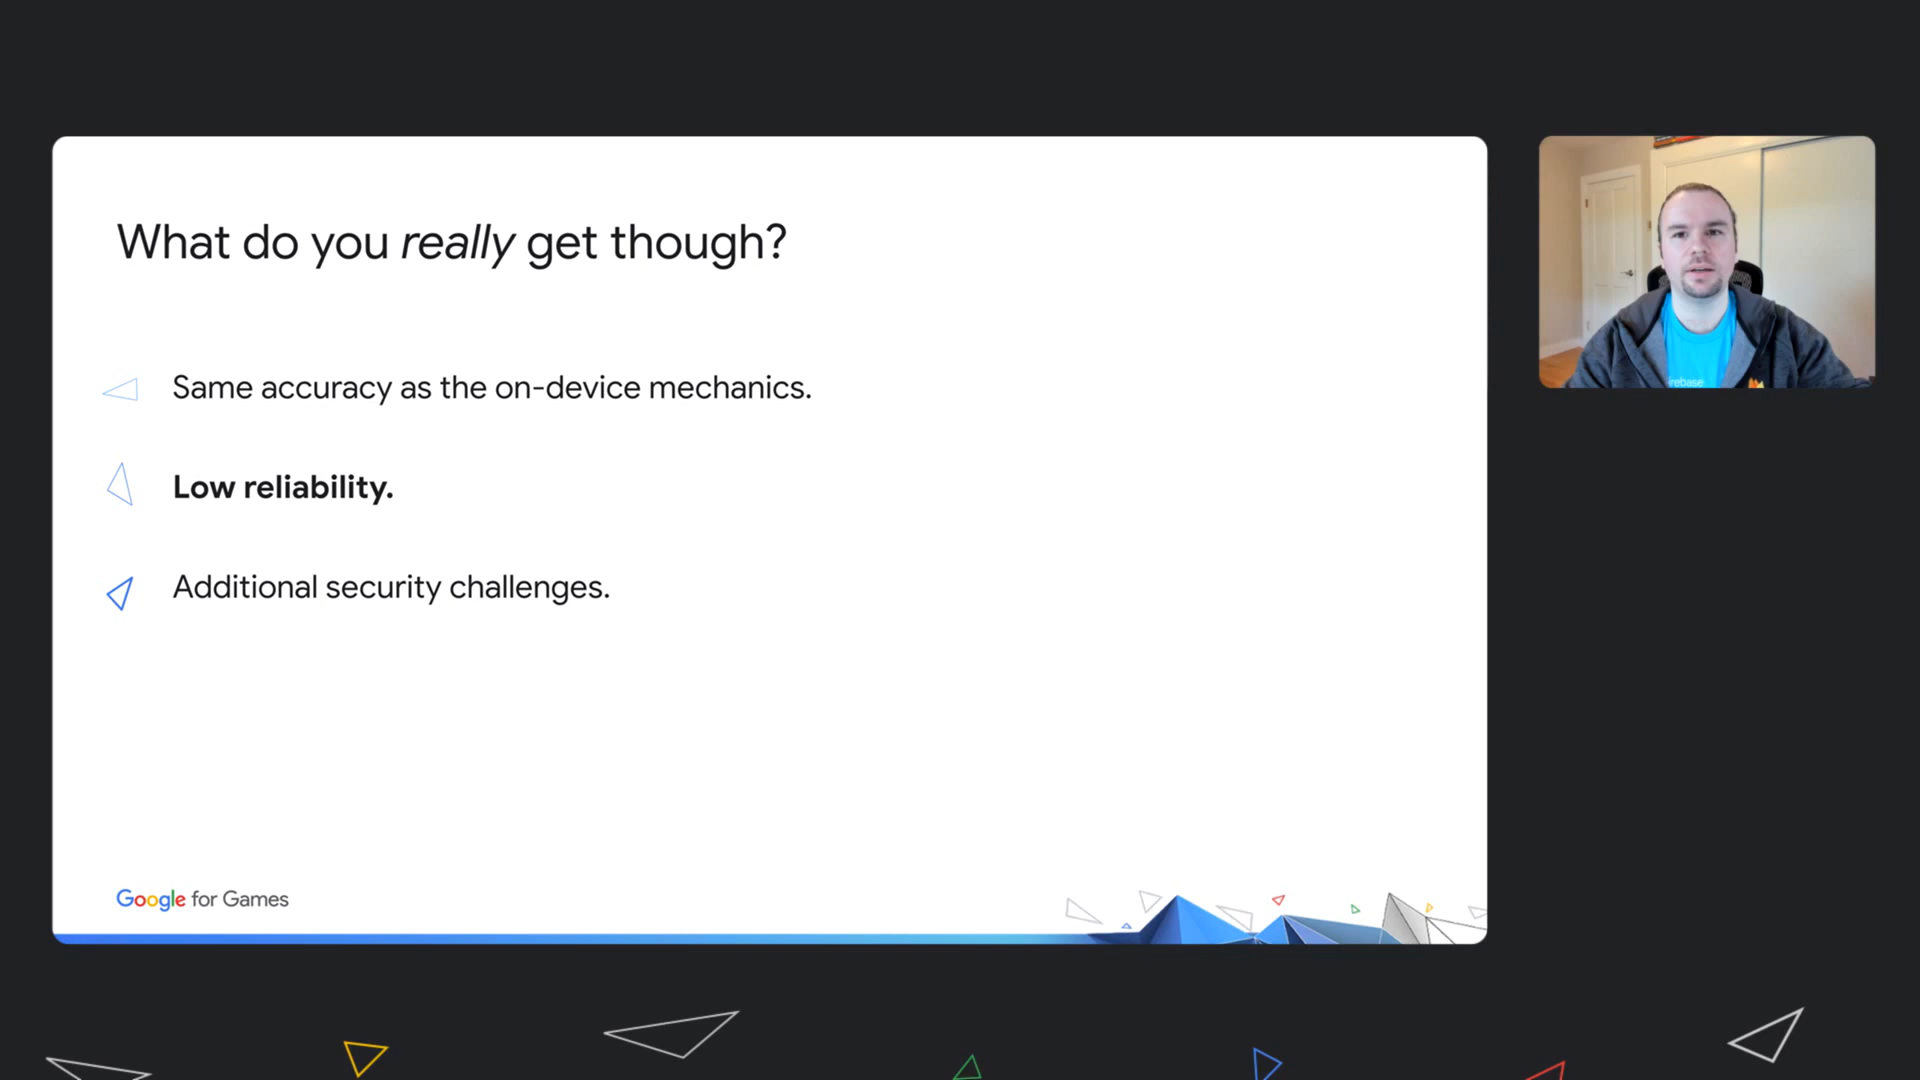 What do you really get though?
Same accuracy as the on-device mechanics.
Low reliability.
Additional security challenges.
Google for Games
rebase